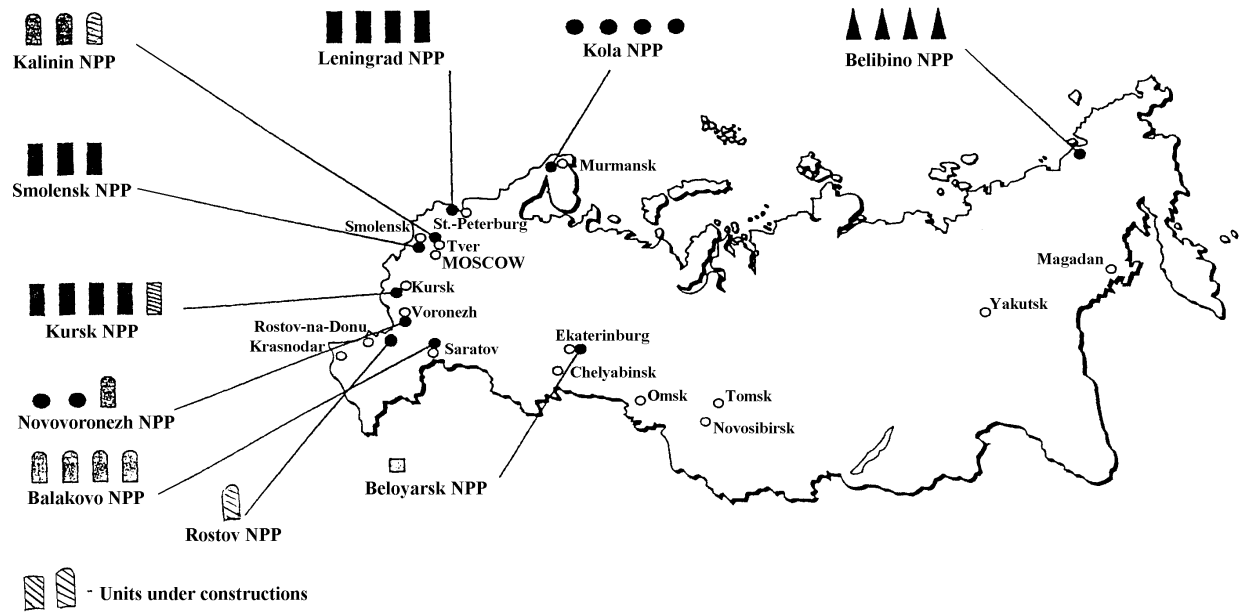 Kalinin NPP
Leningrad NPP
Kola NPP
Belibino NPP
Smolensk NPP
Murmansk
Smolensk
St.-Peterburg
Tver
MOSCOW
Magadan
Kursk
Kursk NPP
Voronezh
Yakutsk
Rostov-na-Donu
Krasnodar
Saratov
Ekaterinburg
Chelyabinsk
Omsk
Tomsk
Novosibirsk
Novovoronezh NPP
Balakovo NPP
Beloyarsk NPP
Rostov NPP
- Units under constructions